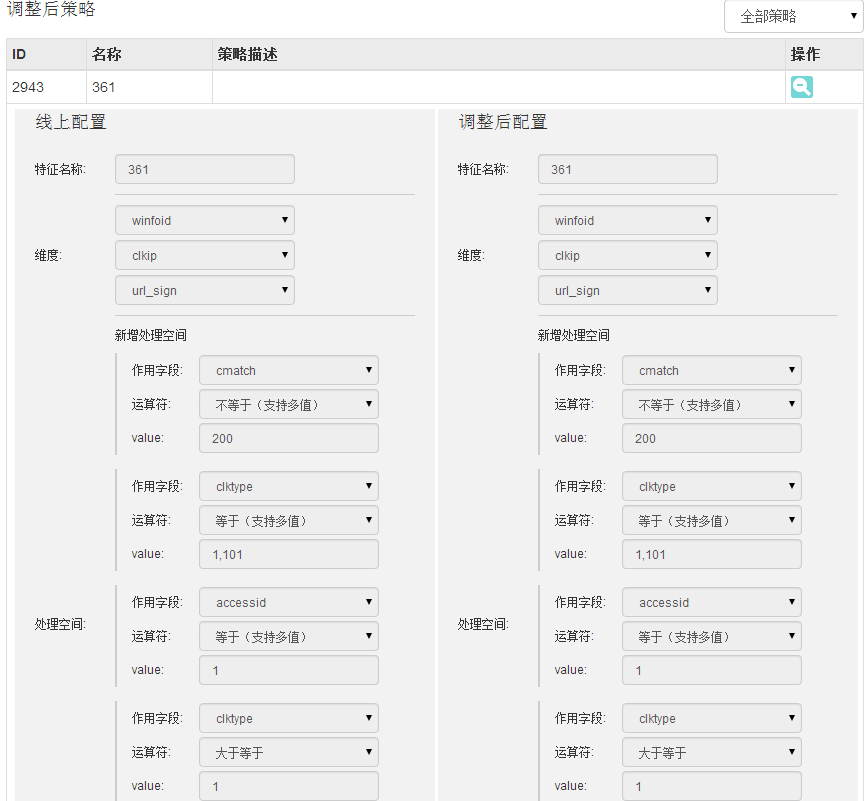 调整后策略
全部策略
ID 名称 策略描述 操作
2943 361
线上配置
特征名称: 361
winfoid
维度: clkip
url_sign
新增处理空间
作用字段: cmatch
运算符: 不等于（支持多值）
value: 200
作用字段: clktype
运算符: 等于（支持多值）
value: 1,101
处理空间:
作用字段: accessid
运算符: 等于（支持多值）
value: 1
作用字段: clktype
运算符: 大于等于
value: 1
调整后配置
特征名称: 361
winfoid
维度: clkip
url_sign
新增处理空间
作用字段: cmatch
运算符: 不等于（支持多值）
value: 200
作用字段: clktype
运算符: 等于（支持多值）
value: 1,101
处理空间:
作用字段: accessid
运算符: 等于（支持多值）
value: 1
作用字段: clktype
运算符: 大于等于
value: 1